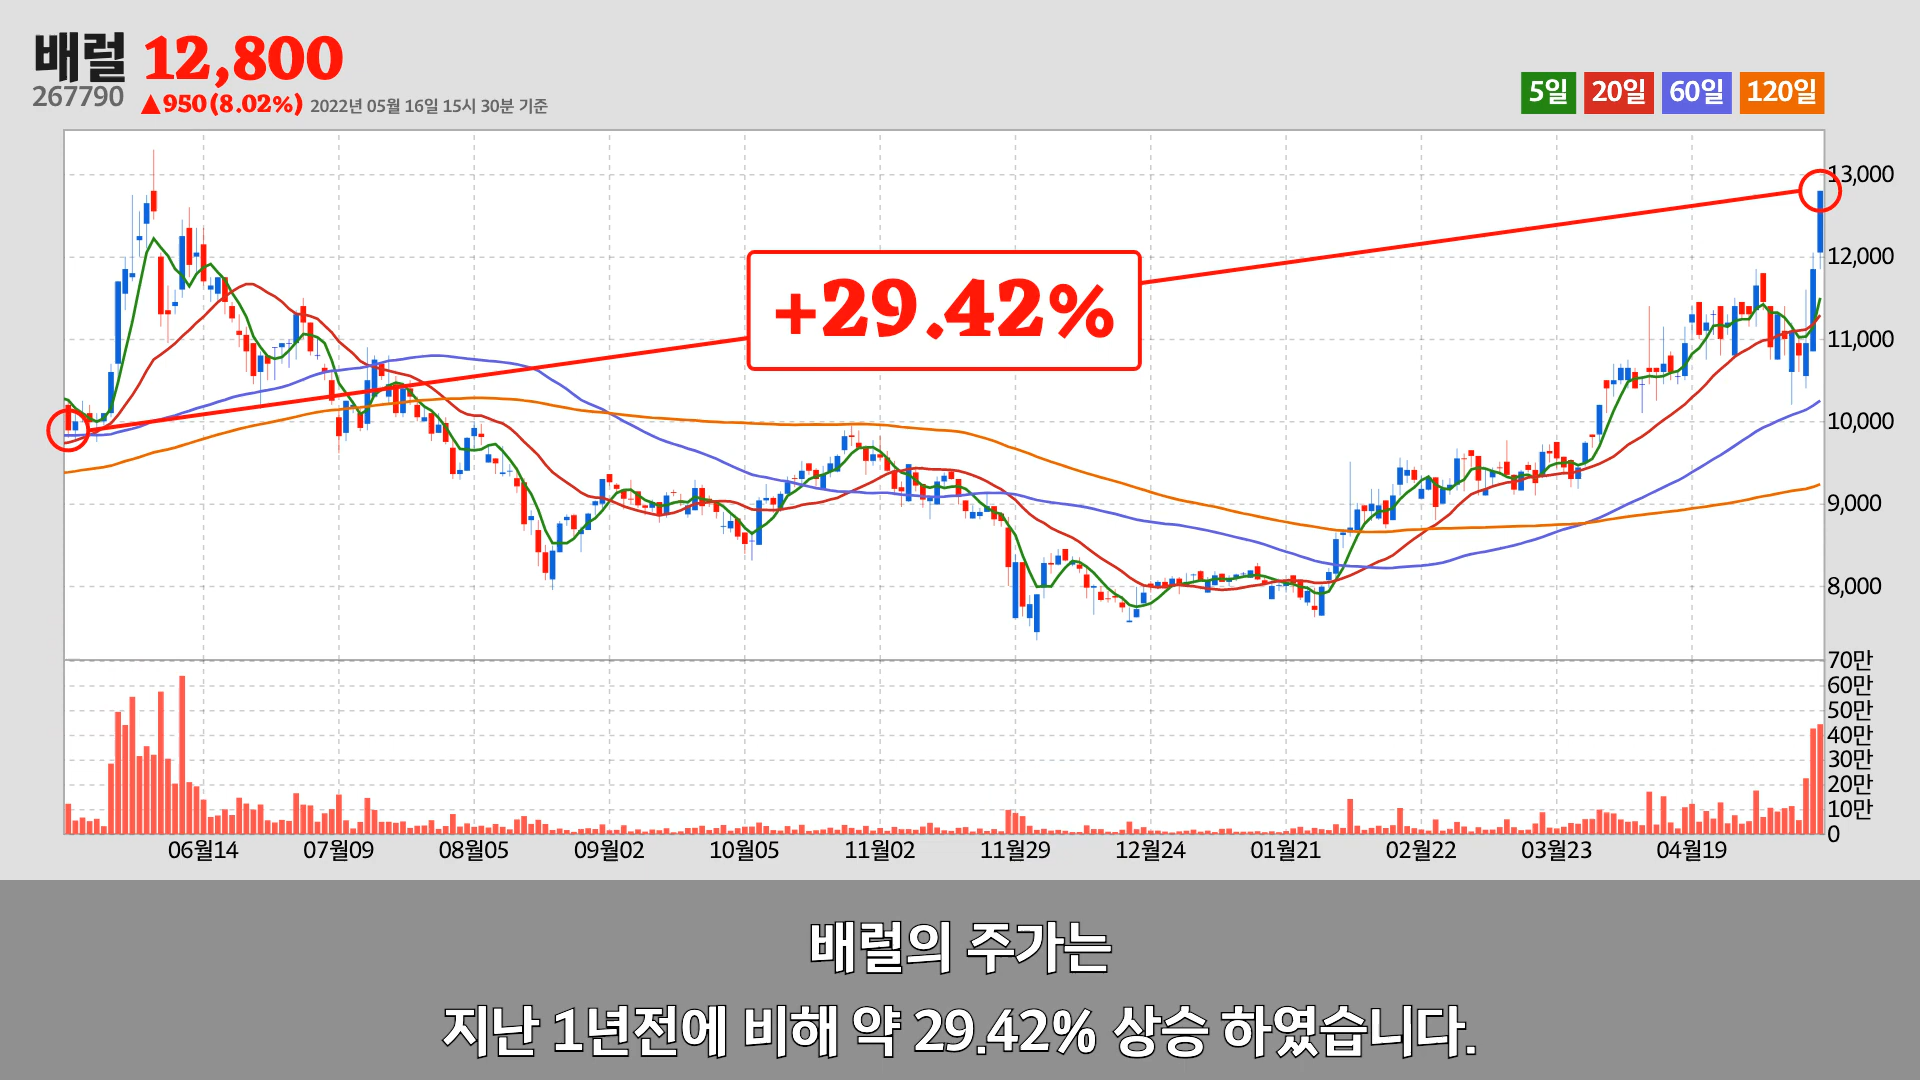 배럴 12,800
267790 ▲950(8.02%) 2022년 05월 16일 15시 30분 기준
5일 20일 60일 120일
13,000
12,000
11,000
10,000
9,000
8,000
+29.42%
70만
60만
50만
40만
30만
20만
10만
0
06월14 07월09 08월05 09월02 10월05 11월02 11월29 12월24 01월21 02월22 03월23 04월19
배럴의 주가는
지난 1년전에 비해 약 29.42% 상승 하였습니다.